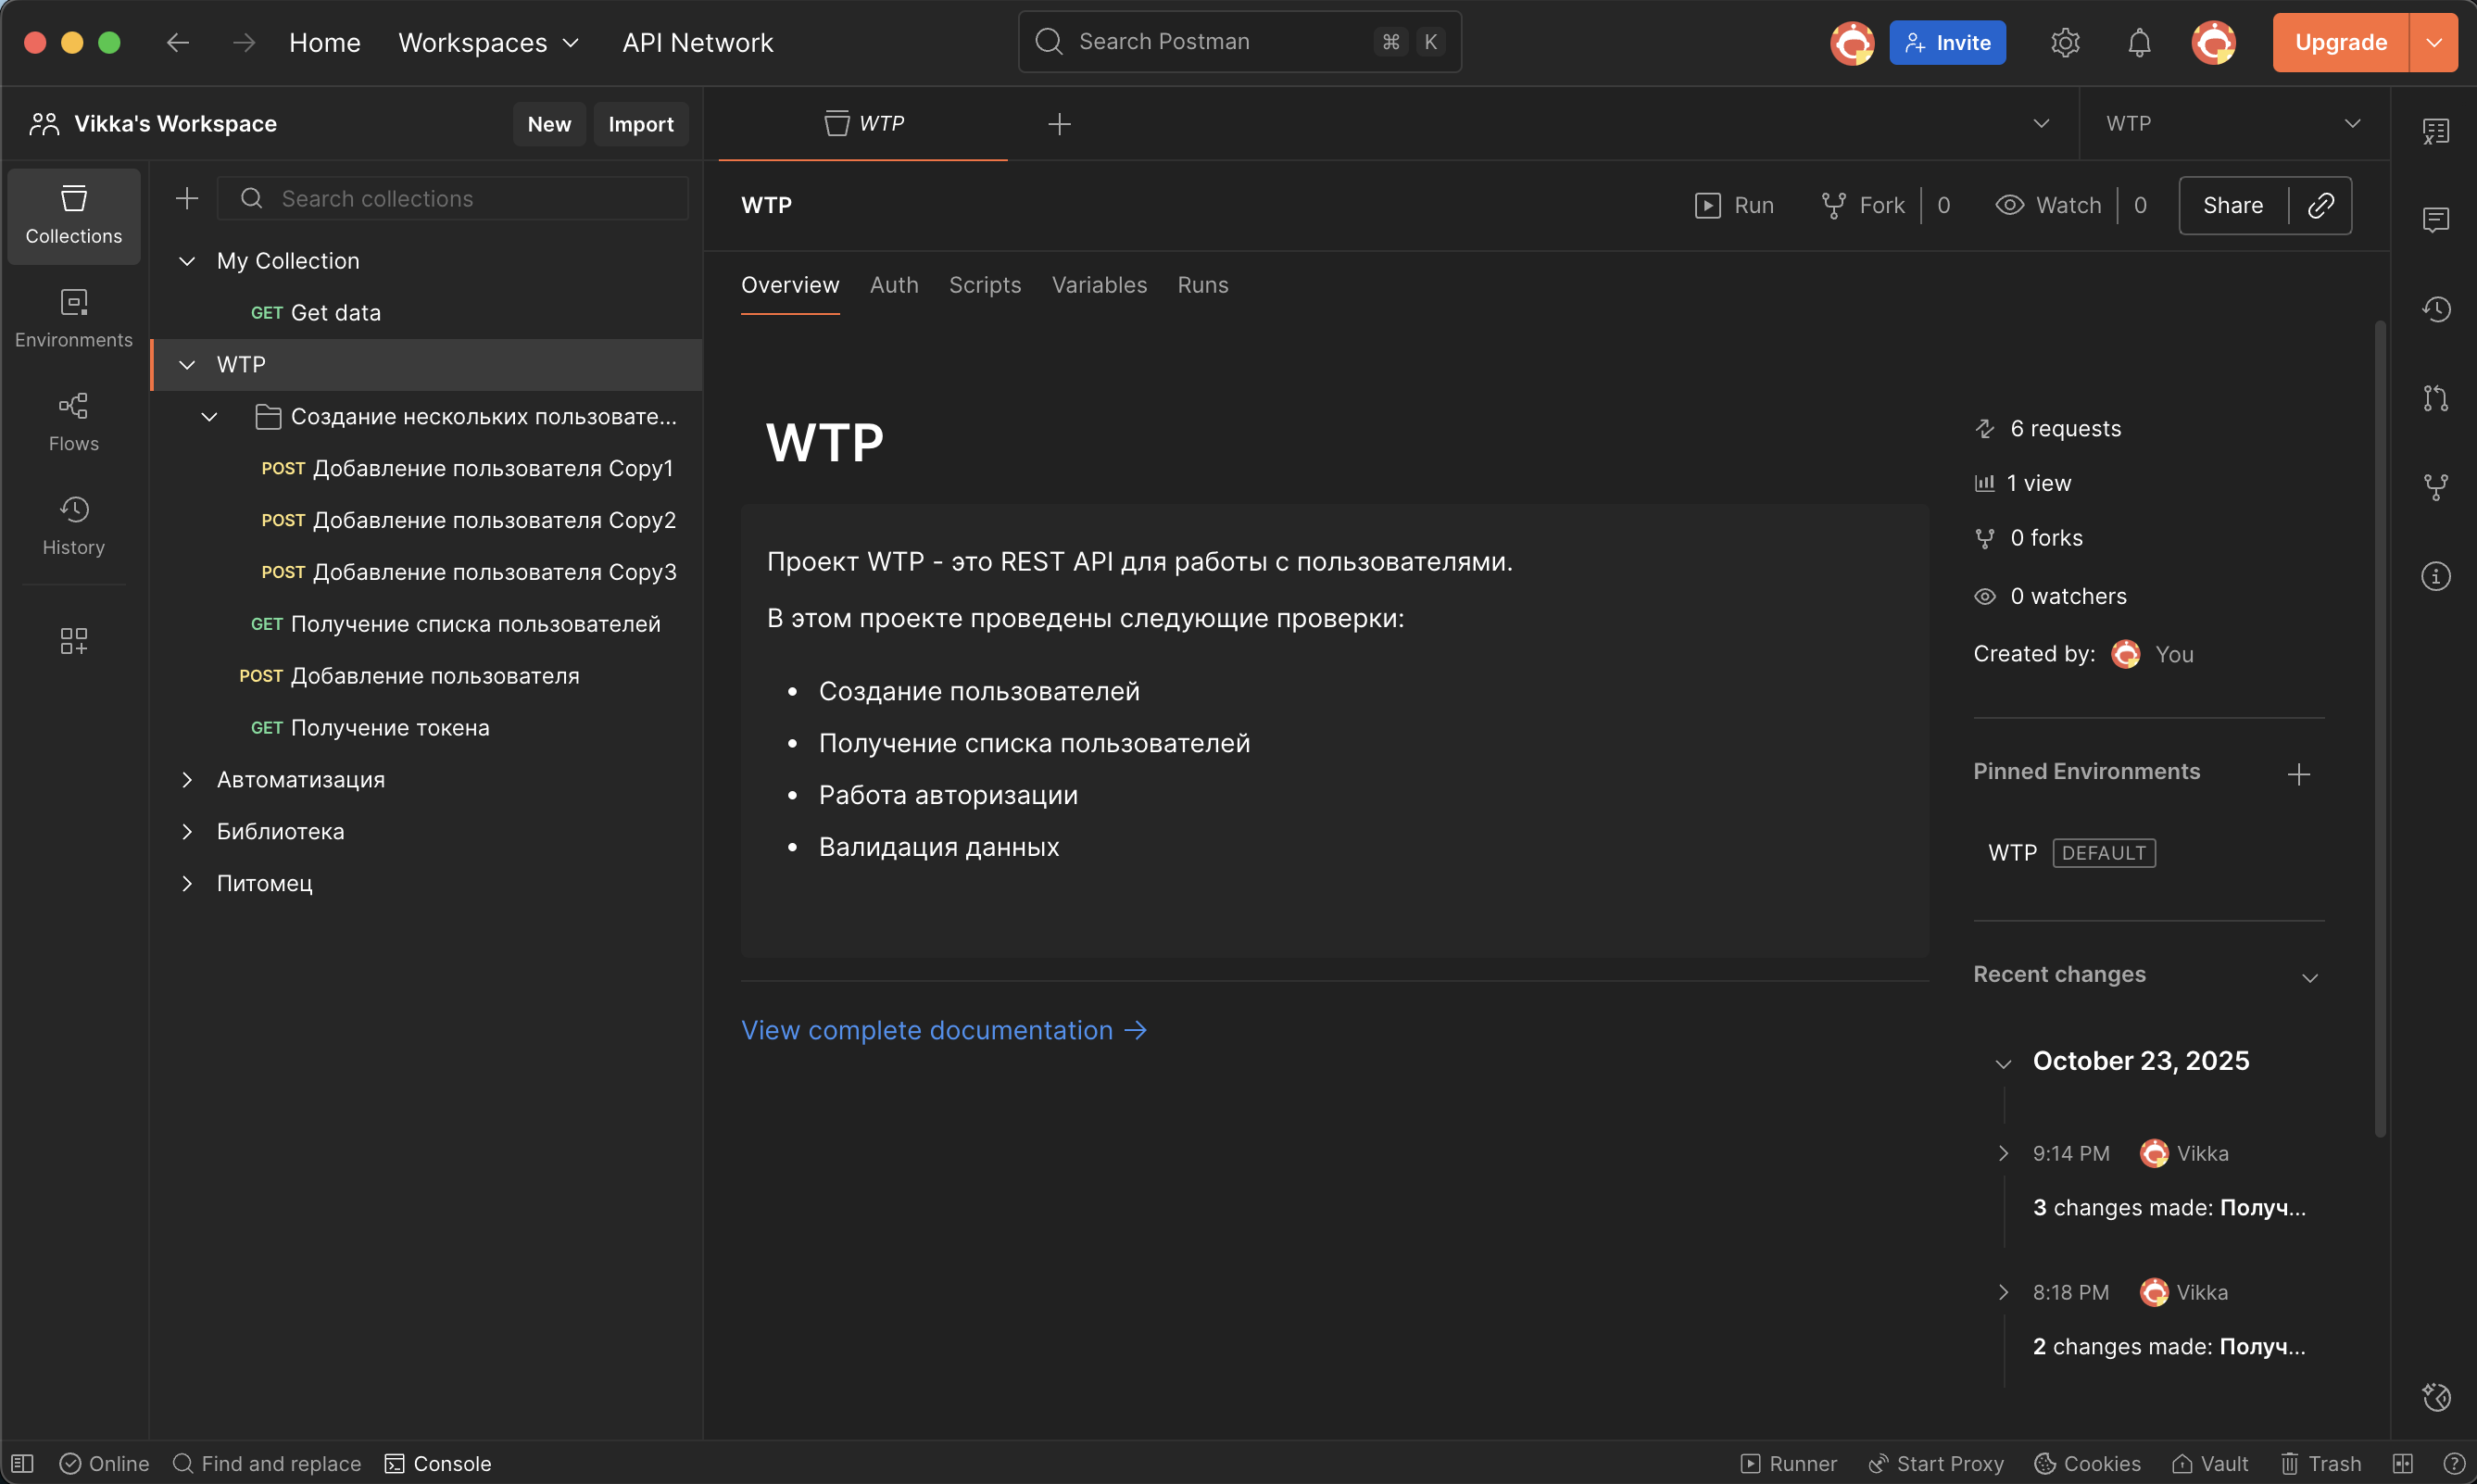 Home Workspaces API Network Search Postman ⌘ K Invite Upgrade
Vikka's Workspace New Import WTP WTP
Collections
Environments
Flows
History
Search collections
My Collection
GET Get data
WTP
Создание нескольких пользовате...
POST Добавление пользователя Copy1
POST Добавление пользователя Copy2
POST Добавление пользователя Copy3
GET Получение списка пользователей
POST Добавление пользователя
GET Получение токена
Автоматизация
Библиотека
Питомец
WTP Run Fork 0 Watch 0 Share
Overview Auth Scripts Variables Runs
WTP
Проект WTP - это REST API для работы с пользователями.
В этом проекте проведены следующие проверки:
• Создание пользователей
• Получение списка пользователей
• Работа авторизации
• Валидация данных
View complete documentation →
6 requests
1 view
0 forks
0 watchers
Created by: You
Pinned Environments
WTP DEFAULT
Recent changes
October 23, 2025
9:14 PM Vikka
3 changes made: Получ...
8:18 PM Vikka
2 changes made: Получ...
Online Find and replace Console Runner Start Proxy Cookies Vault Trash